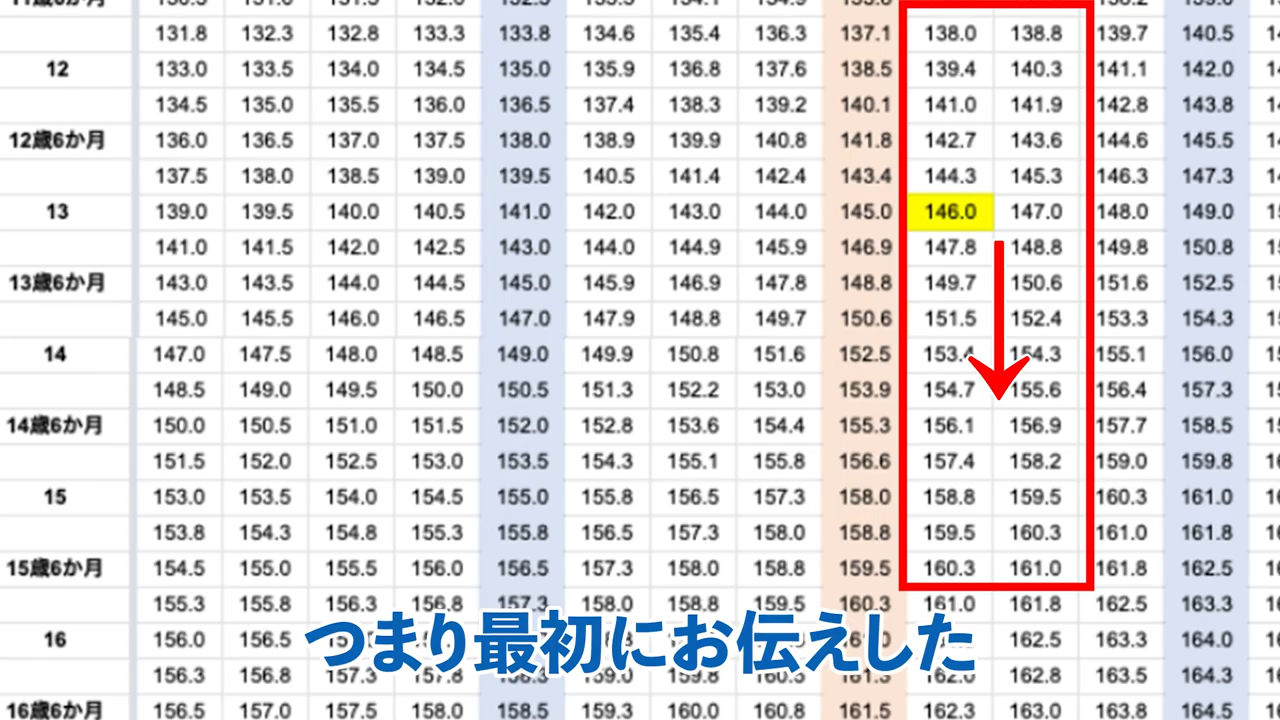 131.8 132.3 132.8 133.3 133.8 134.6 135.4 136.3 137.1 138.0 138.8 139.7 140.5
12 133.0 133.5 134.0 134.5 135.0 135.9 136.8 137.6 138.5 139.4 140.3 141.1 142.0
134.5 135.0 135.5 136.0 136.5 137.4 138.3 139.2 140.1 141.0 141.9 142.8 143.8
12歳6か月 136.0 136.5 137.0 137.5 138.0 138.9 139.9 140.8 141.8 142.7 143.6 144.6 145.5
137.5 138.0 138.5 139.0 139.5 140.5 141.4 142.4 143.4 144.3 145.3 146.3 147.3
13 139.0 139.5 140.0 140.5 141.0 142.0 143.0 144.0 145.0 146.0 147.0 148.0 149.0
141.0 141.5 142.0 142.5 143.0 144.0 144.9 145.9 146.9 147.8 148.8 149.8 150.8
13歳6か月 143.0 143.5 144.0 144.5 145.0 145.9 146.9 147.8 148.8 149.7 150.6 151.6 152.5
145.0 145.5 146.0 146.5 147.0 147.9 148.8 149.7 150.6 151.5 152.4 153.3 154.3
14 147.0 147.5 148.0 148.5 149.0 149.9 150.8 151.6 152.5 153.4 154.3 155.1 156.0
148.5 149.0 149.5 150.0 150.5 151.3 152.2 153.0 153.9 154.7 155.6 156.4 157.3
14歳6か月 150.0 150.5 151.0 151.5 152.0 152.8 153.6 154.4 155.3 156.1 156.9 157.7 158.5
151.5 152.0 152.5 153.0 153.5 154.3 155.1 155.8 156.6 157.4 158.2 159.0 159.8
15 153.0 153.5 154.0 154.5 155.0 155.8 156.5 157.3 158.0 158.8 159.5 160.3 161.0
153.8 154.3 154.8 155.3 155.8 156.5 157.3 158.0 158.8 159.5 160.3 161.0 161.8
15歳6か月 154.5 155.0 155.5 156.0 156.5 157.3 158.0 158.8 159.5 160.3 161.0 161.8 162.5
155.3 155.8 156.3 156.8 157.3 158.0 158.8 159.5 160.3 161.0 161.8 162.5 163.3
16 156.0 156.5 162.5 163.3 164.0
つまり最初にお伝えした
156.3 156.8 157.3 157.8 162.8 163.5 164.3
16歳6か月 156.5 157.0 157.5 158.0 158.5 159.3 160.0 160.8 161.5 162.3 163.0 163.8 164.5